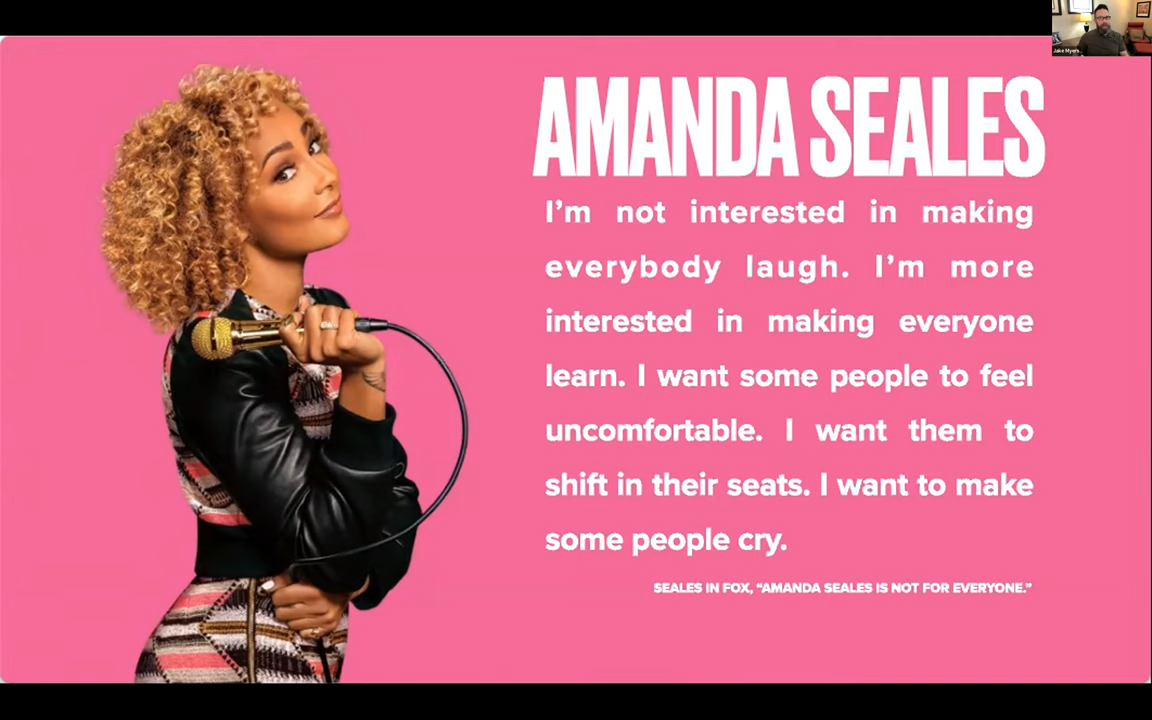 Jake Myers
AMANDA SEALES
I’m not interested in making
everybody laugh. I’m more
interested in making everyone
learn. I want some people to feel
uncomfortable. I want them to
shift in their seats. I want to make
some people cry.
SEALES IN FOX, “AMANDA SEALES IS NOT FOR EVERYONE.”